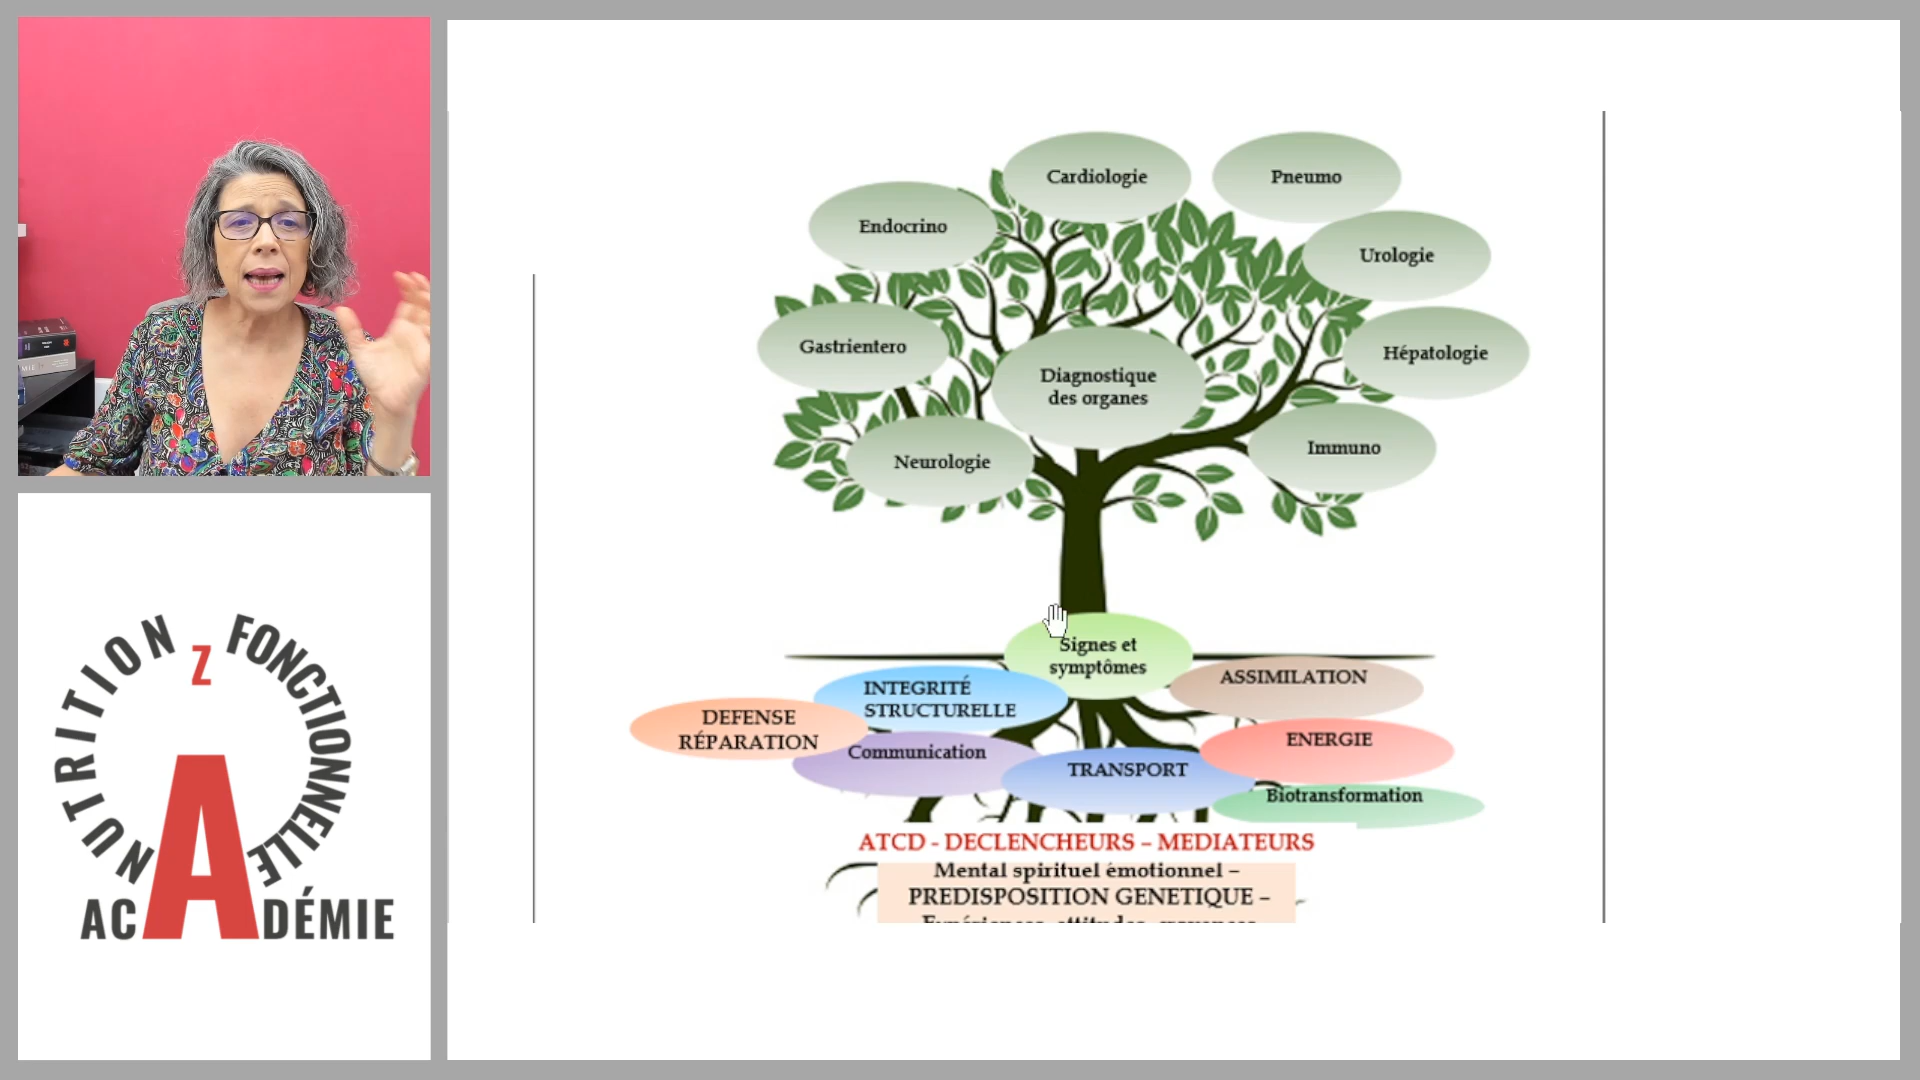 Cardiologie
Pneumo
Endocrino
Urologie
Gastrientero
Hépatologie
Diagnostique
des organes
Neurologie
Immuno
Signes et
symptômes
INTEGRITÉ
STRUCTURELLE
ASSIMILATION
DEFENSE
RÉPARATION
Communication
ENERGIE
TRANSPORT
Biotransformation
ATCD - DECLENCHEURS – MEDIATEURS
Mental spirituel émotionnel –
PREDISPOSITION GENETIQUE –
NUTRITION Z FONCTIONNELLE
ACADÉMIE